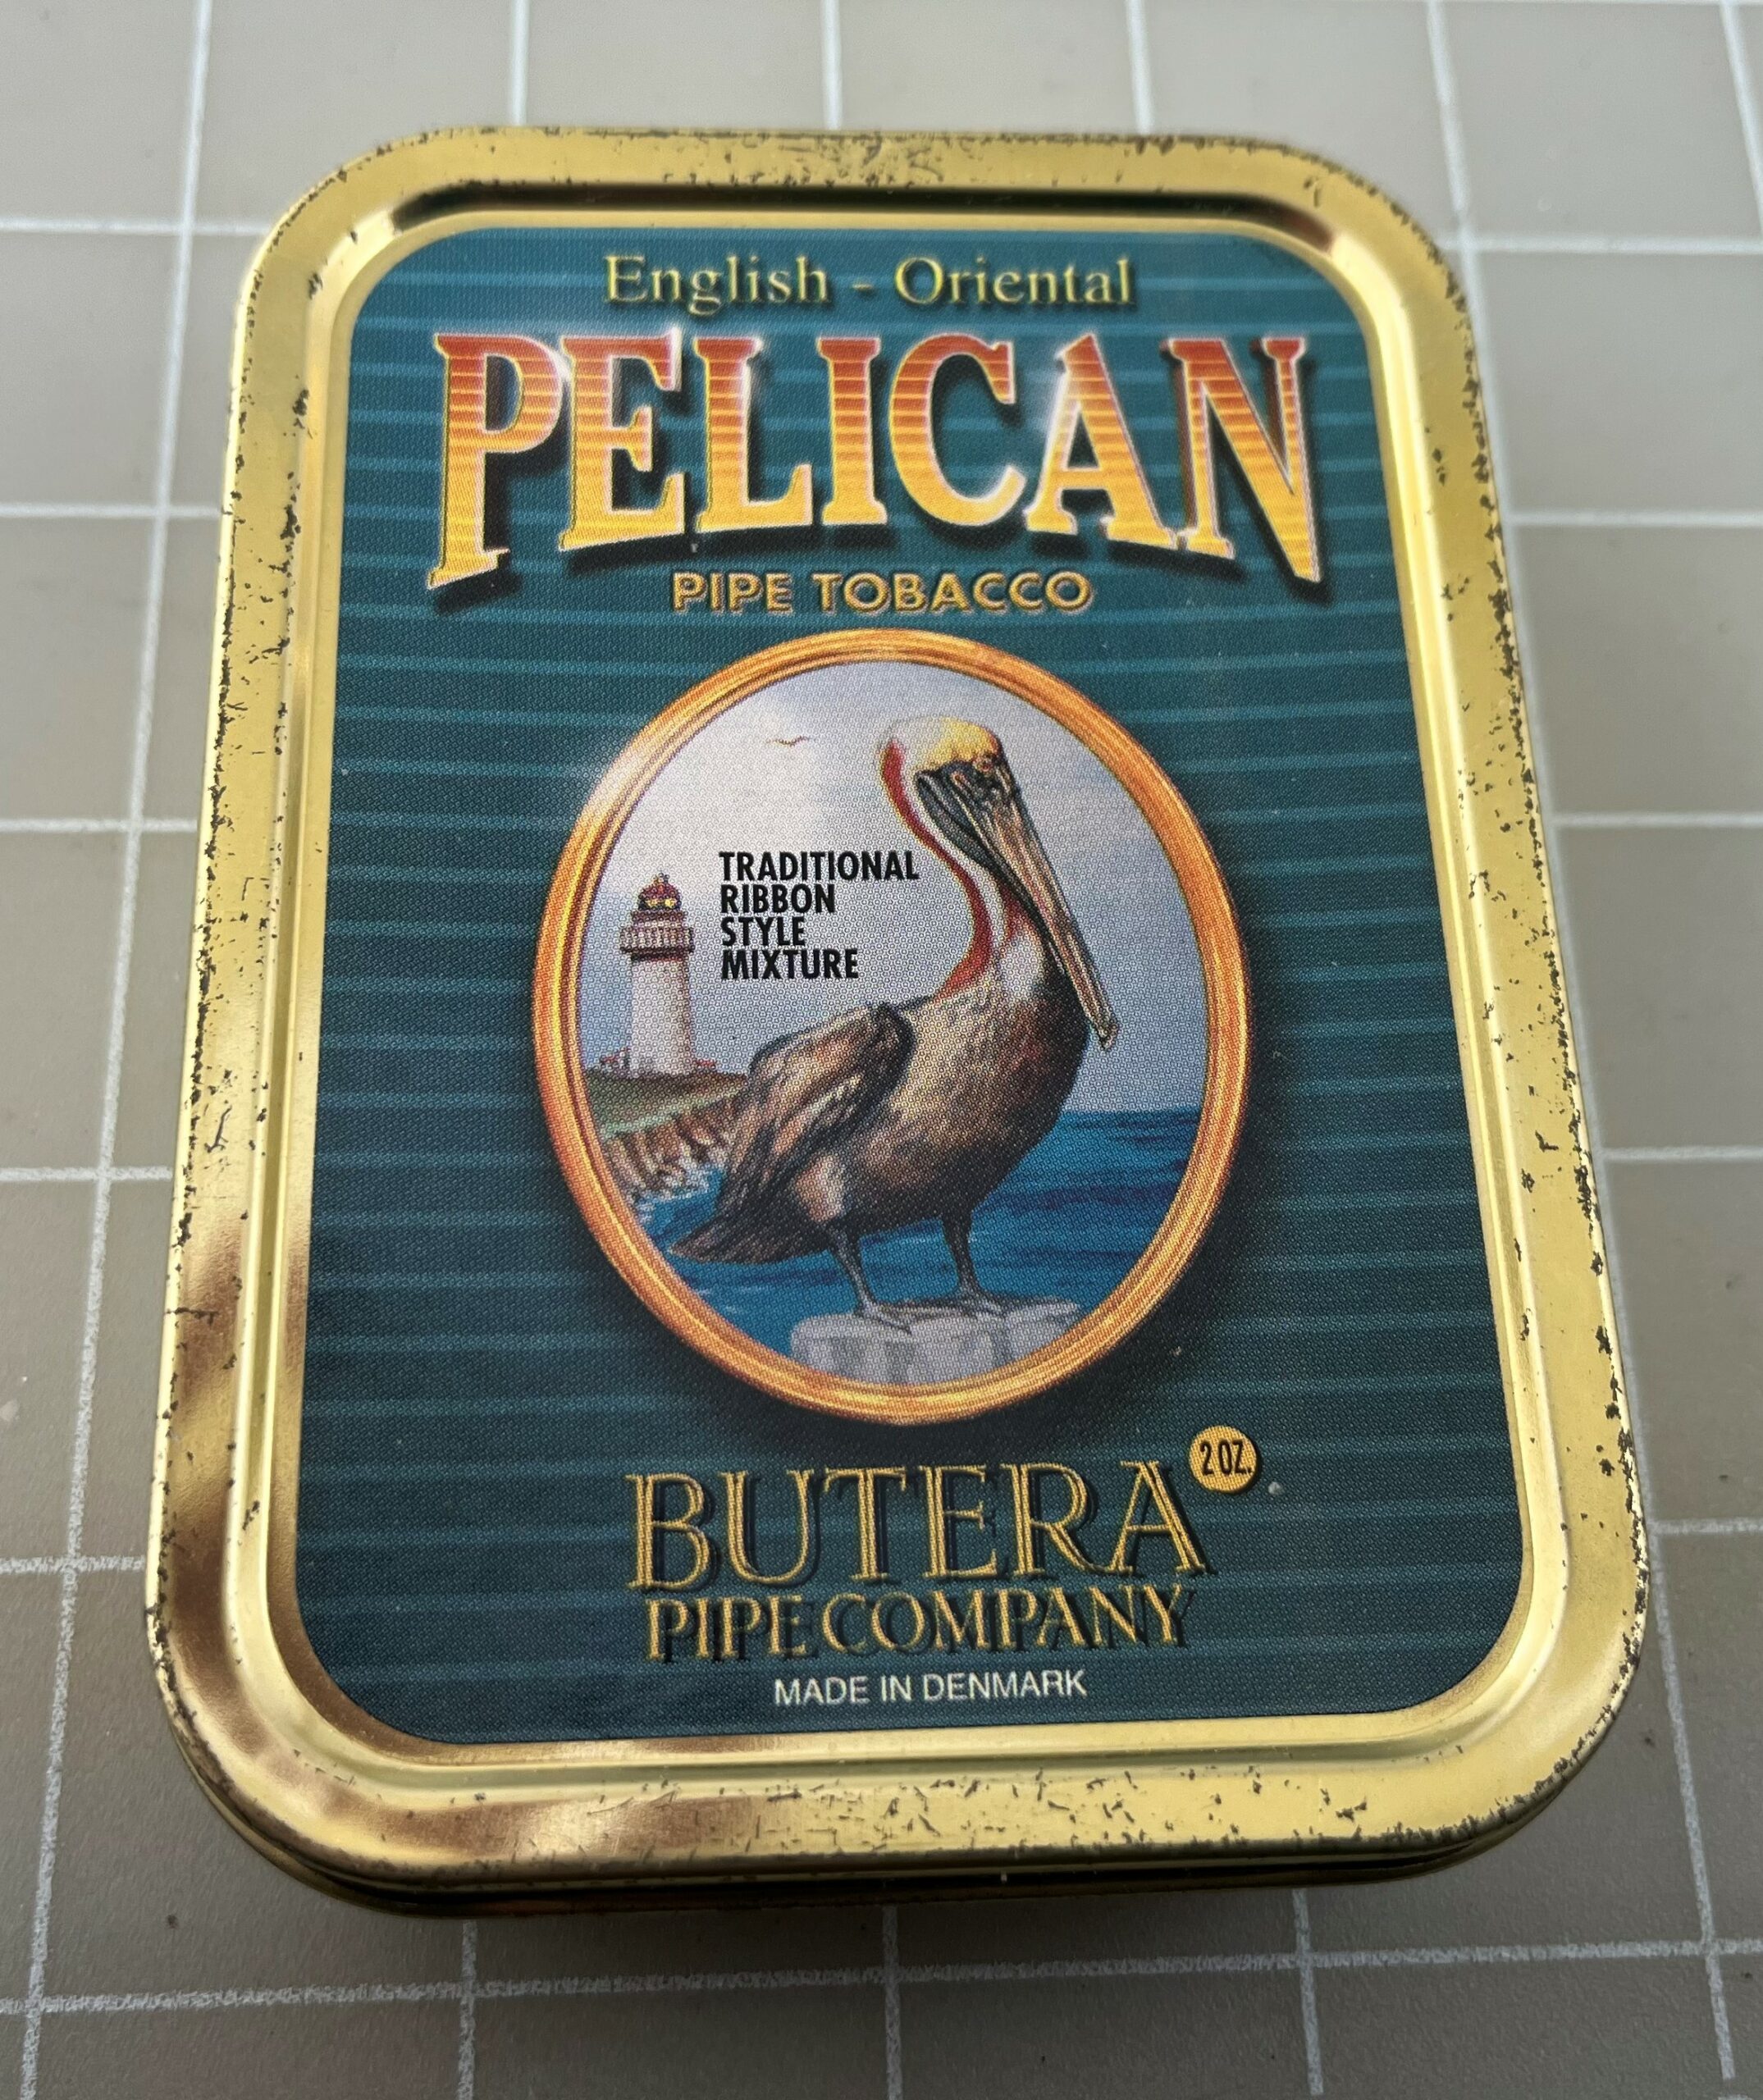 English - Oriental
PELICAN
PIPE TOBACCO
TRADITIONAL
RIBBON
STYLE
MIXTURE
2 OZ.
BUTERA
PIPE COMPANY
MADE IN DENMARK